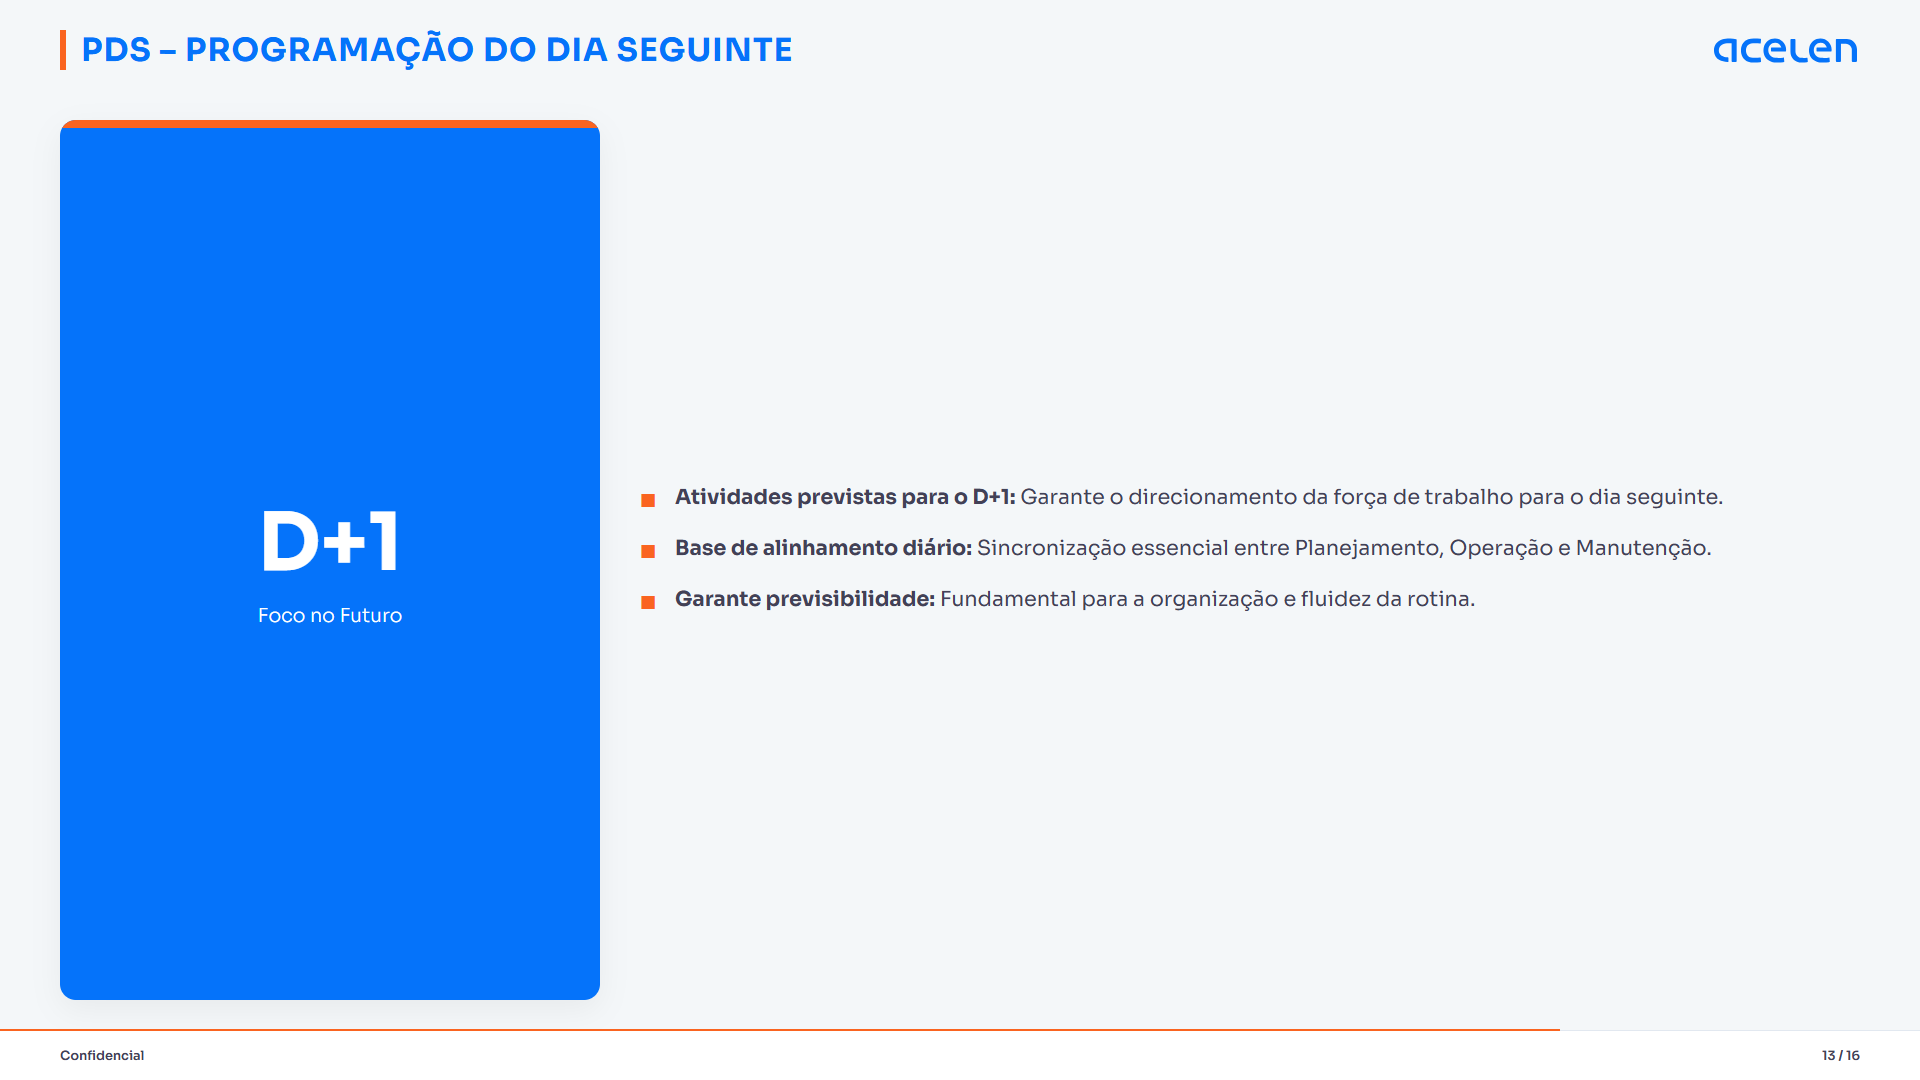 PDS – PROGRAMAÇÃO DO DIA SEGUINTE
acelen
D+1
Foco no Futuro
Atividades previstas para o D+1: Garante o direcionamento da força de trabalho para o dia seguinte.
Base de alinhamento diário: Sincronização essencial entre Planejamento, Operação e Manutenção.
Garante previsibilidade: Fundamental para a organização e fluidez da rotina.
Confidencial
13 / 16